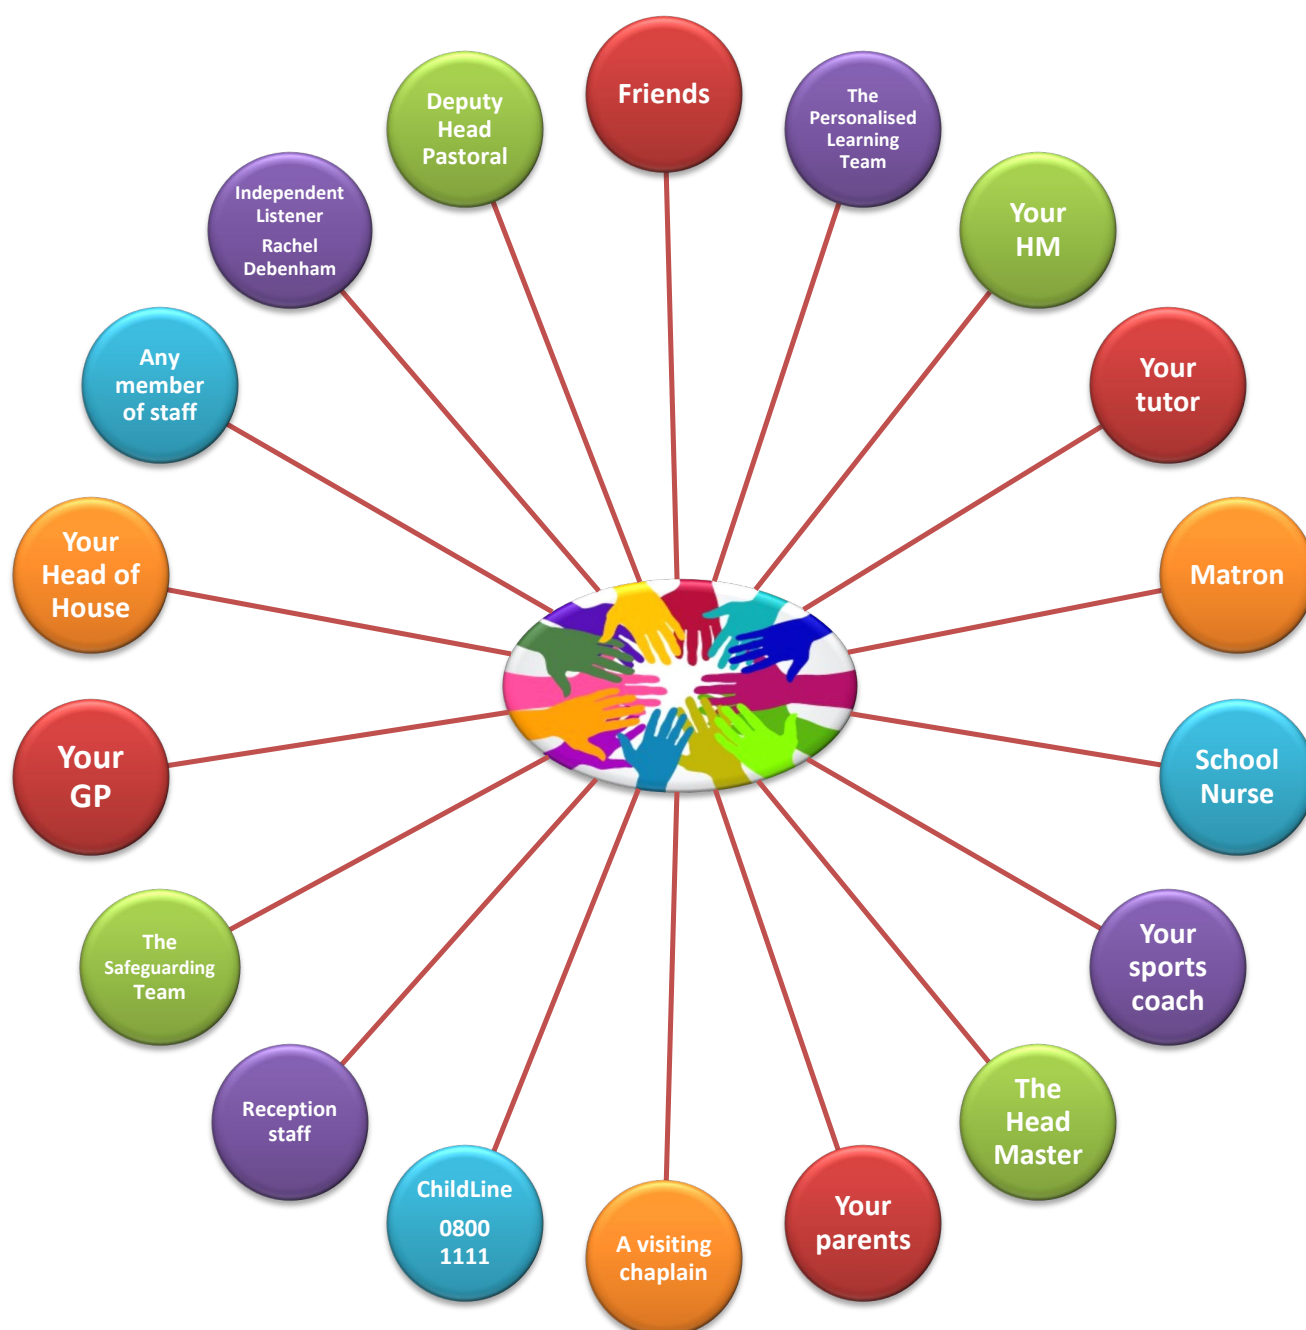 Friends
The
Personalised
Learning
Team
Your
HM
Your
tutor
Matron
School
Nurse
Your
sports
coach
The
Head
Master
Your
parents
A visiting
chaplain
ChildLine
0800
1111
Reception
staff
The
Safeguarding
Team
Your
GP
Your
Head of
House
Any
member
of staff
Independent
Listener
Rachel
Debenham
Deputy
Head
Pastoral